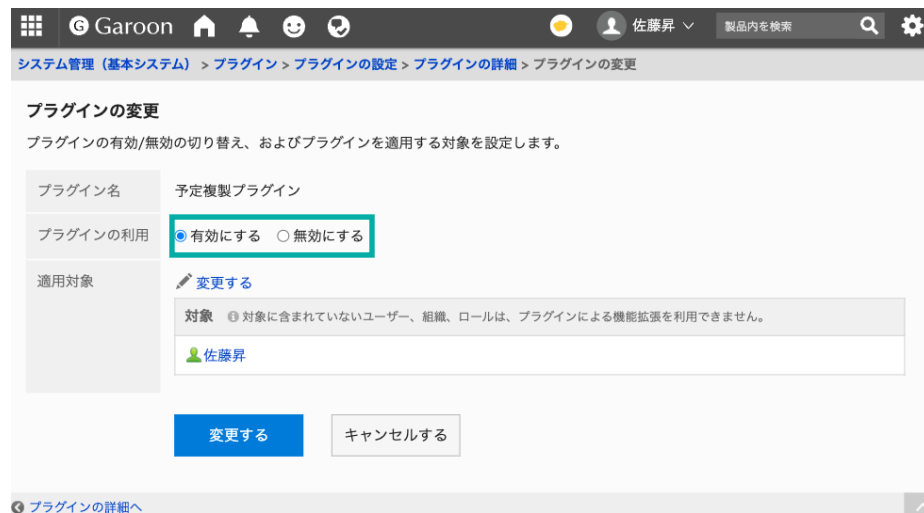 Garoon 佐藤昇 製品内を検索
システム管理（基本システム） > プラグイン > プラグインの設定 > プラグインの詳細 > プラグインの変更
プラグインの変更
プラグインの有効/無効の切り替え、およびプラグインを適用する対象を設定します。
プラグイン名 予定複製プラグイン
プラグインの利用 有効にする 無効にする
適用対象 変更する
対象 対象に含まれていないユーザー、組織、ロールは、プラグインによる機能拡張を利用できません。
佐藤昇
変更する キャンセルする
プラグインの詳細へ